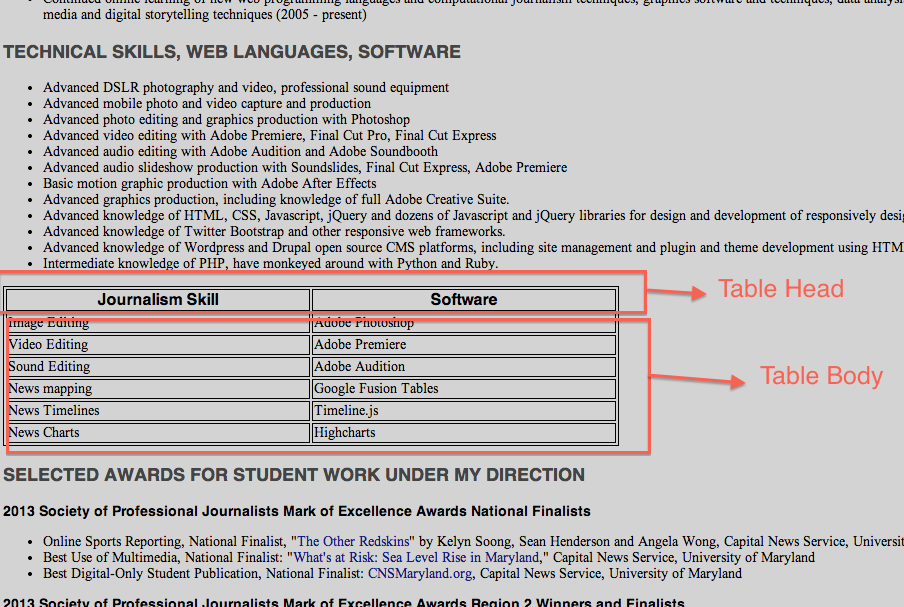 Continued online learning of new web programming languages and computational journalism techniques, graphics software and techniques, data analysis
media and digital storytelling techniques (2005 - present)
TECHNICAL SKILLS, WEB LANGUAGES, SOFTWARE
Advanced DSLR photography and video, professional sound equipment
Advanced mobile photo and video capture and production
Advanced photo editing and graphics production with Photoshop
Advanced video editing with Adobe Premiere, Final Cut Pro, Final Cut Express
Advanced audio editing with Adobe Audition and Adobe Soundbooth
Advanced audio slideshow production with Soundslides, Final Cut Express, Adobe Premiere
Basic motion graphic production with Adobe After Effects
Advanced graphics production, including knowledge of full Adobe Creative Suite.
Advanced knowledge of HTML, CSS, Javascript, jQuery and dozens of Javascript and jQuery libraries for design and development of responsively desig
Advanced knowledge of Twitter Bootstrap and other responsive web frameworks.
Advanced knowledge of Wordpress and Drupal open source CMS platforms, including site management and plugin and theme development using HTM
Intermediate knowledge of PHP, have monkeyed around with Python and Ruby.
Table Head
Journalism Skill Software
Image Editing Adobe Photoshop
Video Editing Adobe Premiere
Sound Editing Adobe Audition
Table Body
News mapping Google Fusion Tables
News Timelines Timeline.js
News Charts Highcharts
SELECTED AWARDS FOR STUDENT WORK UNDER MY DIRECTION
2013 Society of Professional Journalists Mark of Excellence Awards National Finalists
Online Sports Reporting, National Finalist, "The Other Redskins" by Kelyn Soong, Sean Henderson and Angela Wong, Capital News Service, Universit
Best Use of Multimedia, National Finalist: "What's at Risk: Sea Level Rise in Maryland," Capital News Service, University of Maryland
Best Digital-Only Student Publication, National Finalist: CNSMaryland.org, Capital News Service, University of Maryland
2013 Society of Professional Journalists Mark of Excellence Awards Region 2 Winners and Finalists